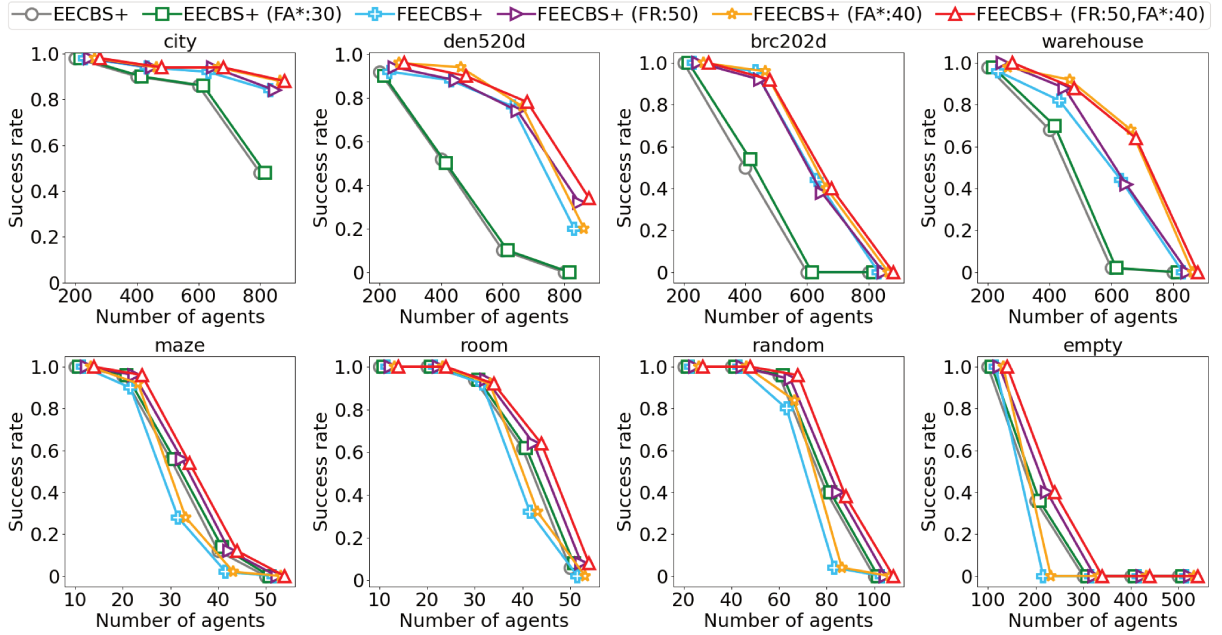 EECBS+ EECBS+ (FA*:30) FEECBS+ FEECBS+ (FR:50) FEECBS+ (FA*:40) FEECBS+ (FR:50,FA*:40)
city den520d brc202d warehouse
Success rate
1.0
0.8
0.6
0.4
0.2
0
200 400 600 800
Number of agents
Success rate
1.0
0.8
0.6
0.4
0.2
0
200 400 600 800
Number of agents
Success rate
1.0
0.8
0.6
0.4
0.2
0
200 400 600 800
Number of agents
Success rate
1.0
0.8
0.6
0.4
0.2
0
200 400 600 800
Number of agents
maze room random empty
Success rate
1.0
0.8
0.6
0.4
0.2
0
10 20 30 40 50
Number of agents
Success rate
1.0
0.8
0.6
0.4
0.2
0
10 20 30 40 50
Number of agents
Success rate
1.0
0.8
0.6
0.4
0.2
0
20 40 60 80 100
Number of agents
Success rate
1.0
0.8
0.6
0.4
0.2
0
100 200 300 400 500
Number of agents